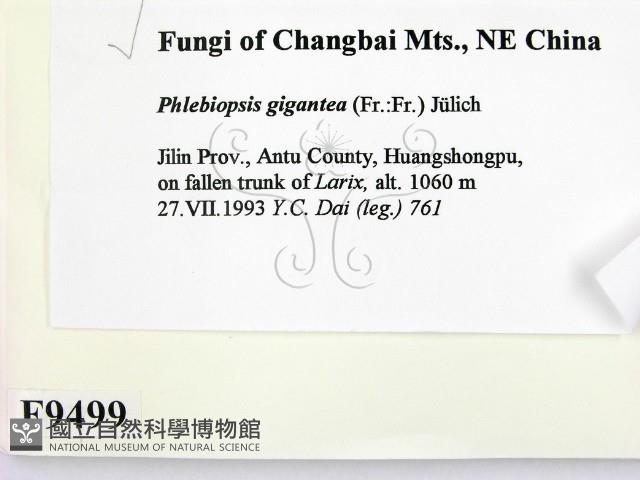 Fungi of Changbai Mts., NE China
Phlebiopsis gigantea (Fr.:Fr.) Jülich
Jilin Prov., Antu County, Huangshongpu,
on fallen trunk of Larix, alt. 1060 m
27.VII.1993 Y.C. Dai (leg.) 761
F9499
國立自然科學博物館
NATIONAL MUSEUM OF NATURAL SCIENCE